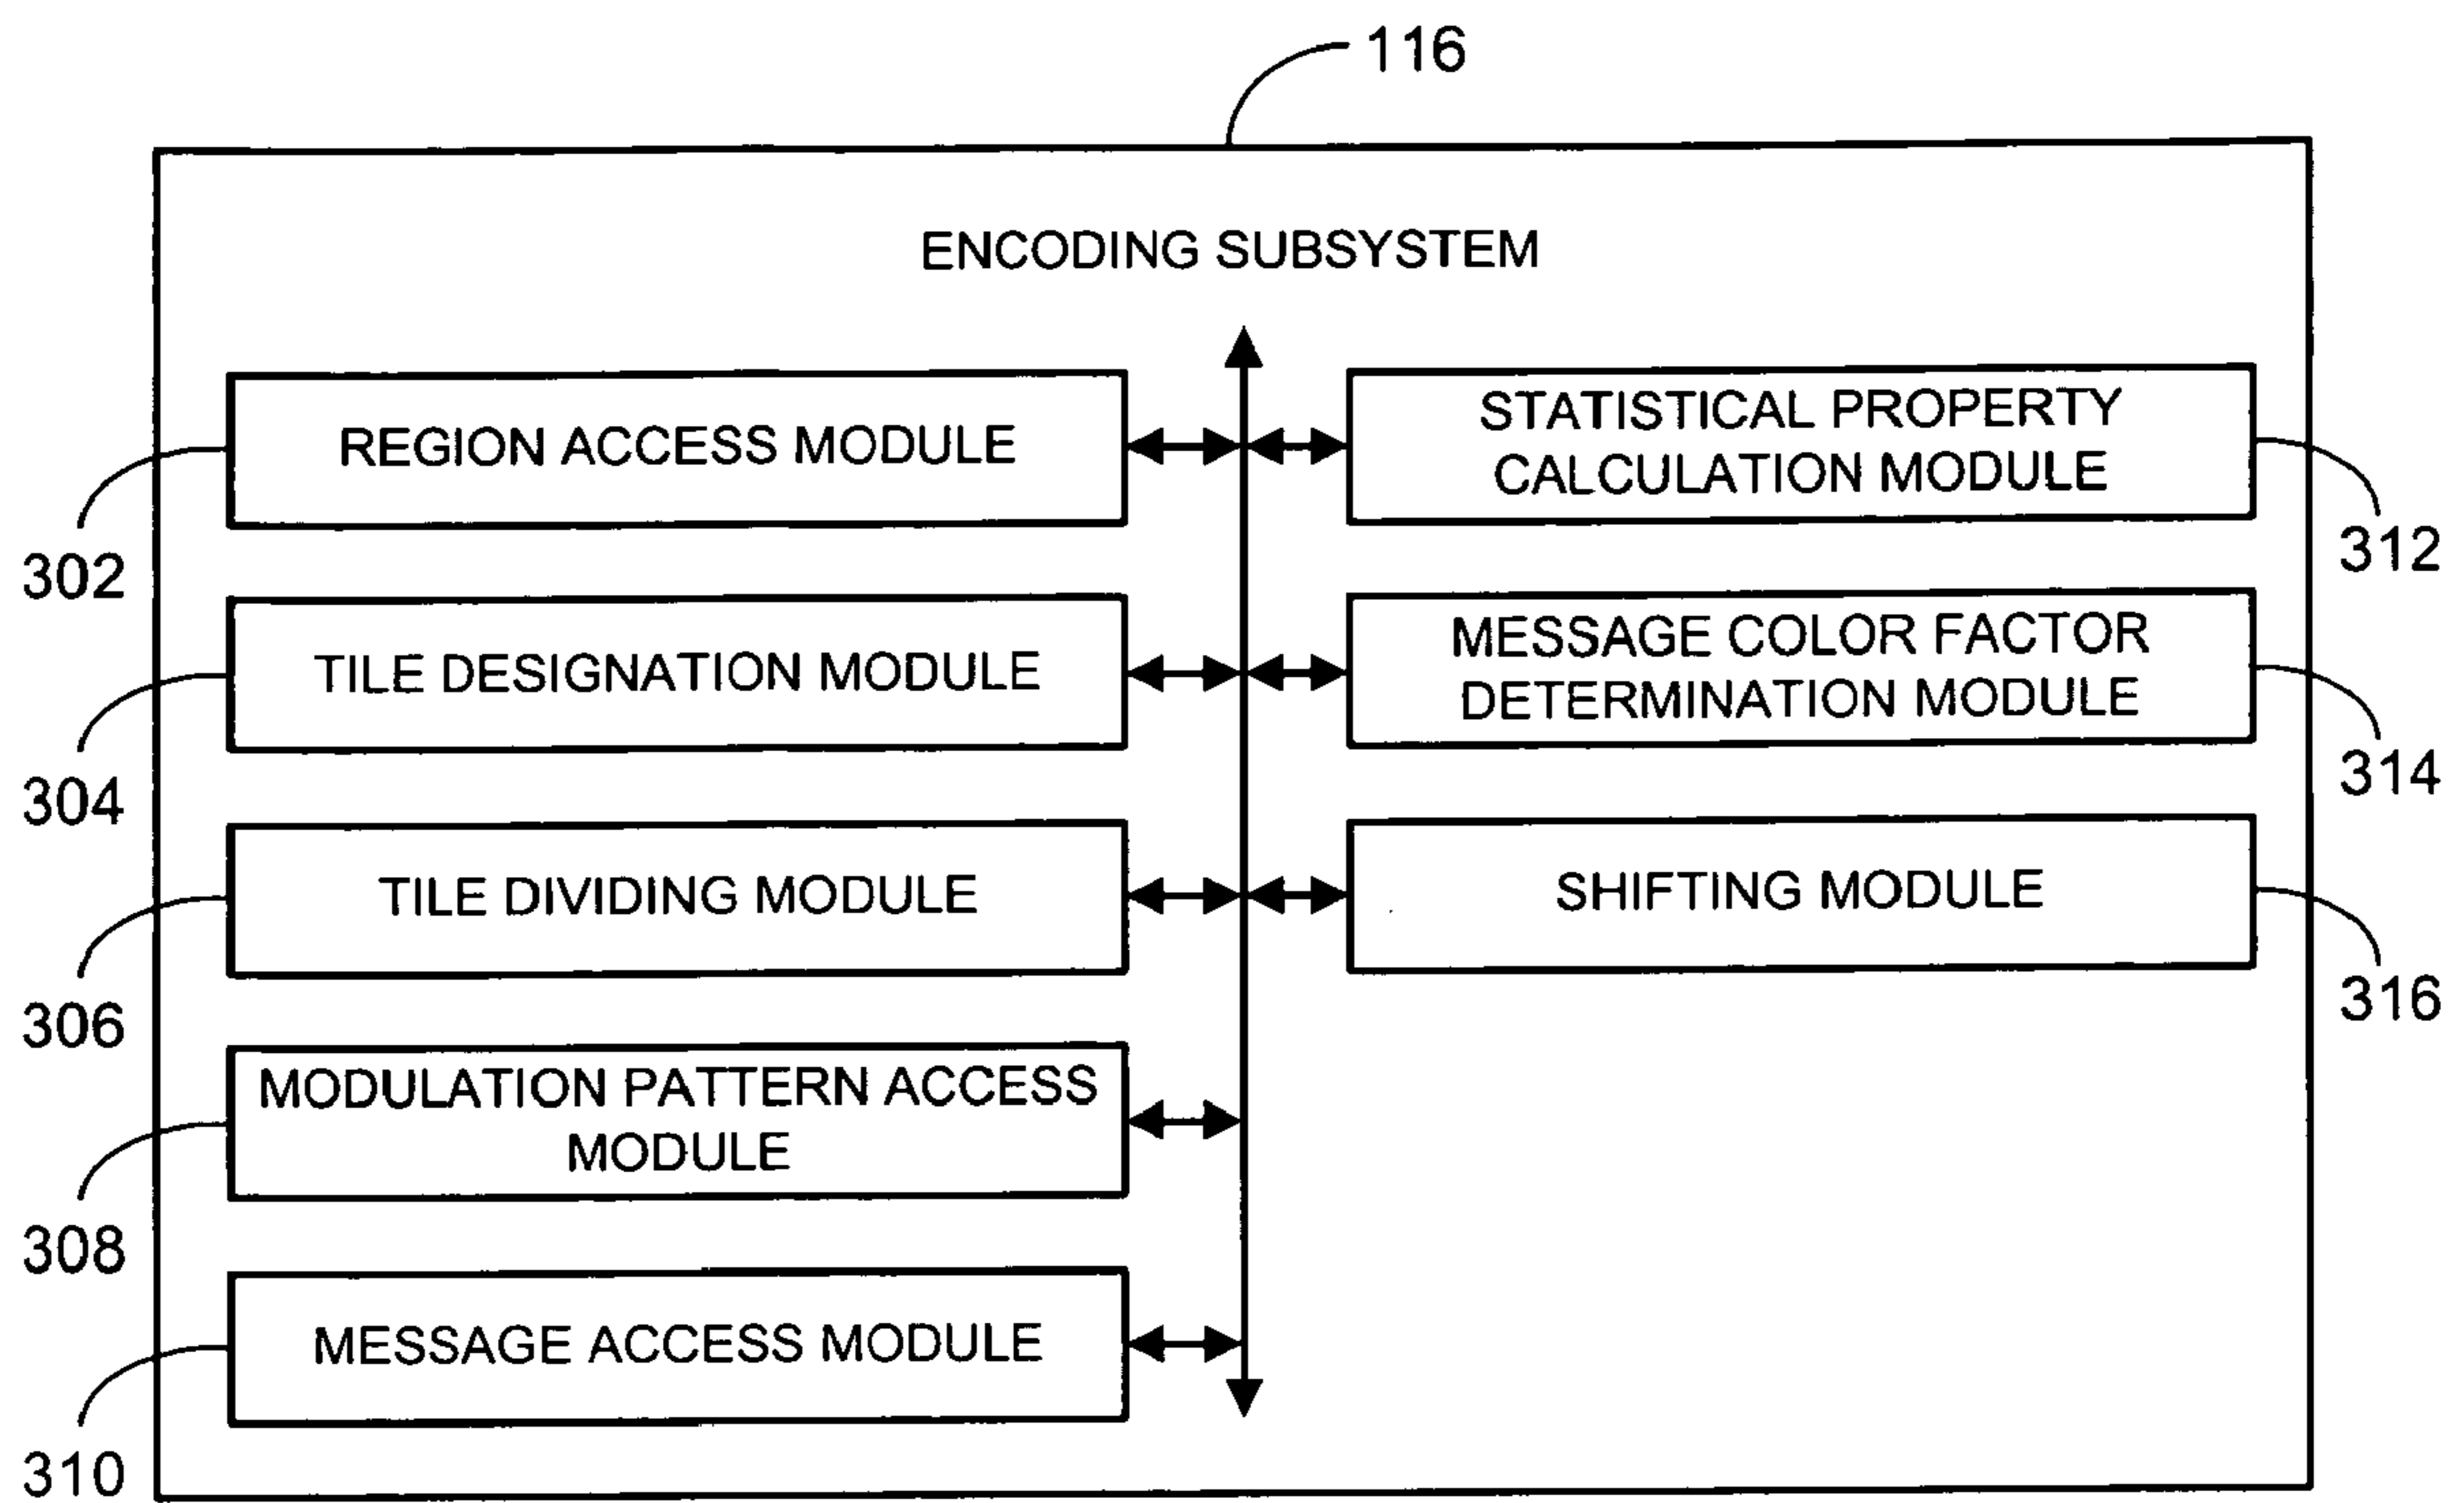 116
ENCODING SUBSYSTEM
REGION ACCESS MODULE
302
TILE DESIGNATION MODULE
304
TILE DIVIDING MODULE
306
MODULATION PATTERN ACCESS
MODULE
308
MESSAGE ACCESS MODULE
310
STATISTICAL PROPERTY
CALCULATION MODULE
312
MESSAGE COLOR FACTOR
DETERMINATION MODULE
314
SHIFTING MODULE
316